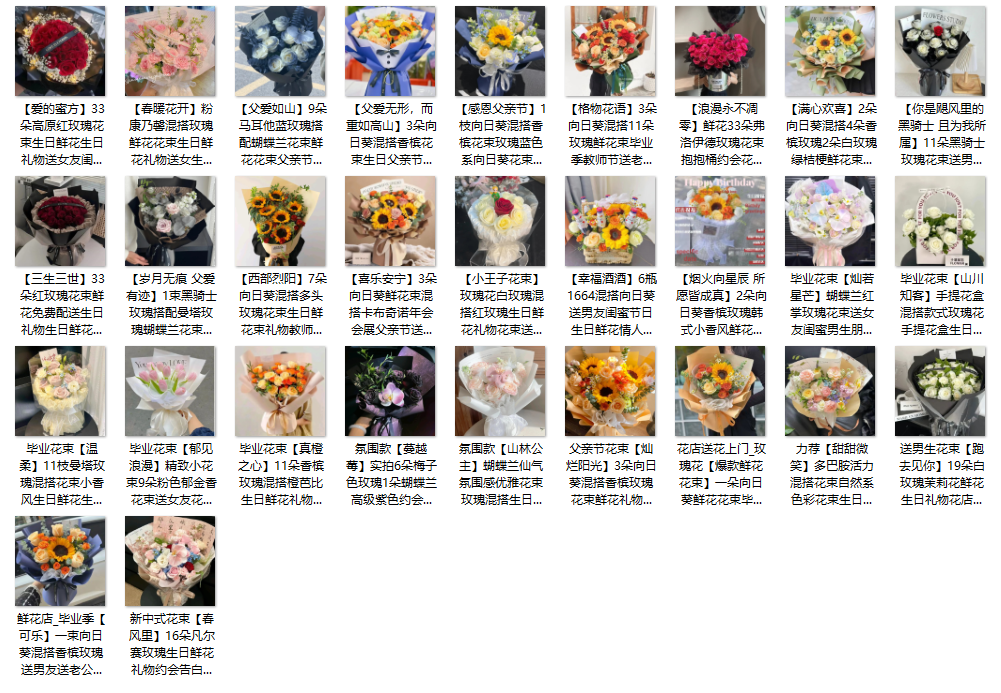 【爱的蜜方】33
朵高原红玫瑰花
束生日鲜花生日
礼物送女友闺...
【春暖花开】粉
康乃馨混搭玫瑰
束鲜花花束生日
鲜花礼物送女生...
【父爱如山】9朵
马耳他蓝玫瑰搭
配蝴蝶兰花束鲜
花花束父亲节...
【父爱无形，而
重如高山】3朵向
日葵混搭香槟花
束生日父亲节...
【感恩父亲节】1
枝向日葵混搭香
槟花束玫瑰蓝色
系向日葵花束...
【格物花语】3朵
向日葵混搭11朵
玫瑰鲜花束毕业
季教师节送老...
【浪漫永不凋
零】鲜花33朵弗
洛伊德玫瑰花束
抱抱桶约会花...
【满心欢喜】2朵
向日葵混搭4朵香
槟玫瑰2朵白玫瑰
绿桔梗鲜花束...
【你是飓风里的
黑骑士 且为我所
属】11朵黑骑士
玫瑰花束送男...
【三生三世】33
朵红玫瑰花束鲜
花免费配送生日
礼物生日鲜花...
【岁月无痕 父爱
有迹】1束黑骑士
玫瑰搭配曼塔玫
瑰蝴蝶兰花束...
【西部烈阳】7朵
向日葵混搭多头
玫瑰花束生日鲜
花束礼物教师...
【喜乐安宁】3朵
向日葵鲜花束混
搭卡布奇诺年会
会展父亲节送...
【小王子花束】
玫瑰花白玫瑰混
搭红玫瑰生日鲜
花礼物花束送...
【幸福酒酒】6瓶
1664混搭向日葵
送男友闺蜜节日
生日鲜花情人...
【烟火向星辰 所
愿皆成真】2朵向
日葵香槟玫瑰韩
式小香风鲜花...
毕业花束【灿若
星芒】蝴蝶兰红
掌玫瑰花束送女
友闺蜜男生朋...
毕业花束【山川
知客】手提花盒
混搭款式玫瑰花
手提花盒生日...
毕业花束【温
柔】11枝曼塔玫
瑰混搭花束小香
风生日鲜花生...
毕业花束【郁见
浪漫】精致小花
束9朵粉色郁金香
花束送女友花...
毕业花束【真橙
之心】11朵香槟
玫瑰混搭橙芭比
生日鲜花礼物...
氛围款【蔓越
莓】实拍6朵梅子
色玫瑰1朵蝴蝶兰
高级紫色约会...
氛围款【山林公
主】蝴蝶兰仙气
氛围感优雅花束
玫瑰混搭生日...
父亲节花束【灿
烂阳光】3朵向日
葵混搭香槟玫瑰
花束鲜花礼物...
花店送花上门_玫
瑰花【爆款鲜花
花束】一朵向日
葵鲜花花束毕...
力荐【甜甜微
笑】多巴胺活力
混搭花束自然系
色彩花束生日...
送男生花束【跑
去见你】19朵白
玫瑰茉莉花鲜花
生日礼物花店...
鲜花店_毕业季【
可乐】一束向日
葵混搭香槟玫瑰
送男友送老公...
新中式花束【春
风里】16朵凡尔
赛玫瑰生日鲜花
礼物约会告白...